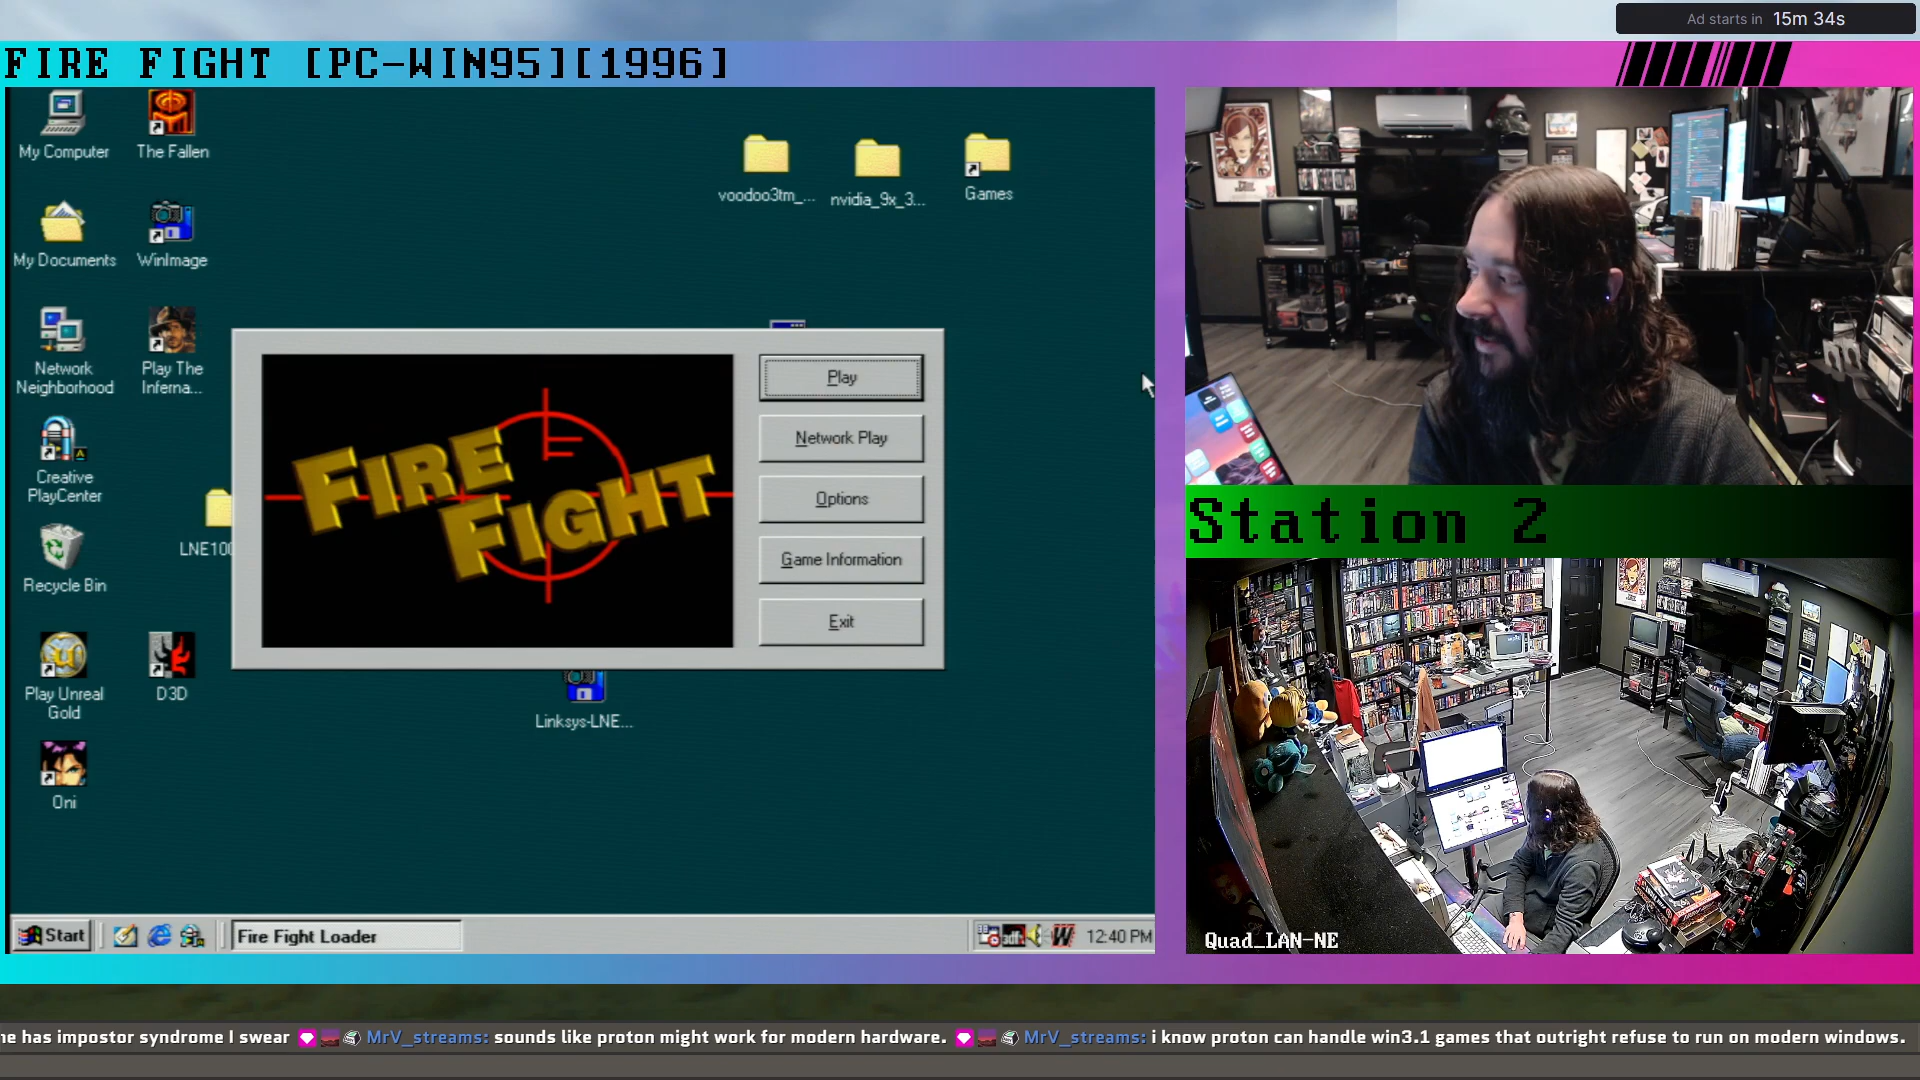 Ad starts in 15m 34s
FIRE FIGHT [PC-WIN95][1996]
My Computer
The Fallen
voodoo3tm_...
nvidia_9x_3...
Games
My Documents
WinImage
Network Neighborhood
Play The Inferna...
Creative PlayCenter
LNE100
Recycle Bin
Play Unreal Gold
D3D
Oni
Linksys-LNE...
FIRE FIGHT
Play
Network Play
Options
Game Information
Exit
Start
Fire Fight Loader
12:40 PM
Station 2
Quad_LAN-NE
ne has impostor syndrome I swear MrV_streams: sounds like proton might work for modern hardware. MrV_streams: i know proton can handle win3.1 games that outright refuse to run on modern windows.